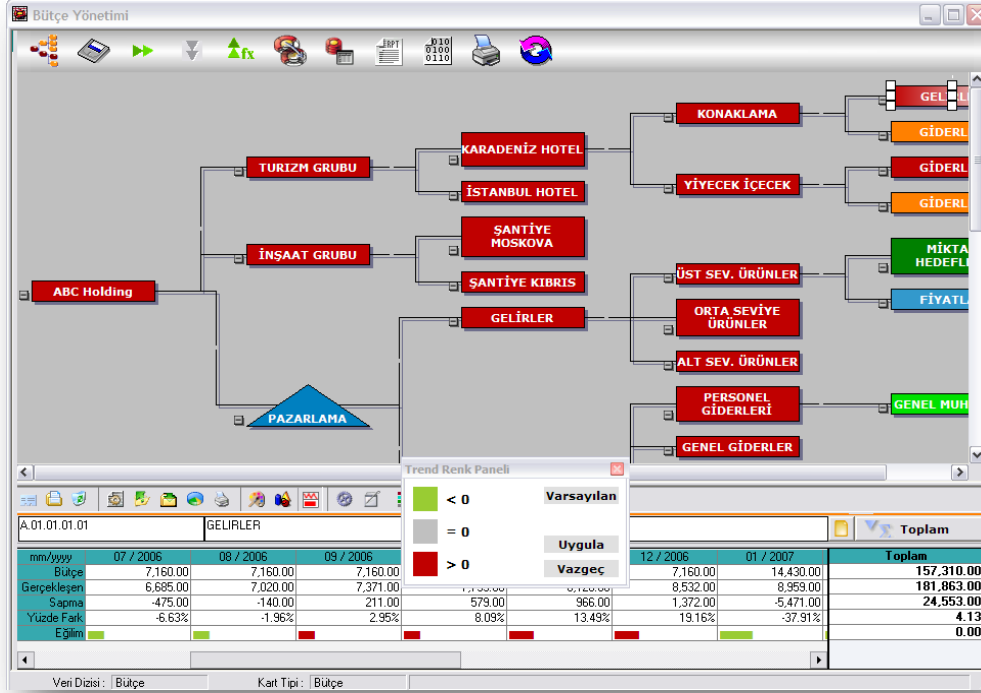 Bütçe Yönetimi
fx
RPT
010
0100
0110
KONAKLAMA
GİDERL
KARADENİZ HOTEL
TURIZM GRUBU
GİDERL
YİYECEK İÇECEK
İSTANBUL HOTEL
GİDERL
ŞANTİYE
MOSKOVA
İNŞAAT GRUBU
MİKTA
HEDEFLE
ÜST SEV. ÜRÜNLER
ŞANTİYE KIBRIS
ABC Holding
FİYATLA
GELİRLER
ORTA SEVİYE
ÜRÜNLER
ALT SEV. ÜRÜNLER
PERSONEL
GİDERLERİ
GENEL MUH
PAZARLAMA
GENEL GİDERLER
Trend Renk Paneli
< 0
Varsayılan
= 0
Uygula
> 0
Vazgeç
A.01.01.01.01
GELIRLER
Toplam
mm/yyyy 07 / 2006 08 / 2006 09 / 2006 12 / 2006 01 / 2007 Toplam
Bütçe 7,160.00 7,160.00 7,160.00 7,160.00 14,430.00 157,310.00
Gerçekleşen 6,685.00 7,020.00 7,371.00 8,532.00 8,959.00 181,863.00
Sapma -475.00 -140.00 211.00 579.00 966.00 1,372.00 -5,471.00 24,553.00
Yüzde Fark -6.63% -1.96% 2.95% 8.09% 13.49% 19.16% -37.91% 4.13
Eğilim 0.00
Veri Dizisi : Bütçe Kart Tipi : Bütçe